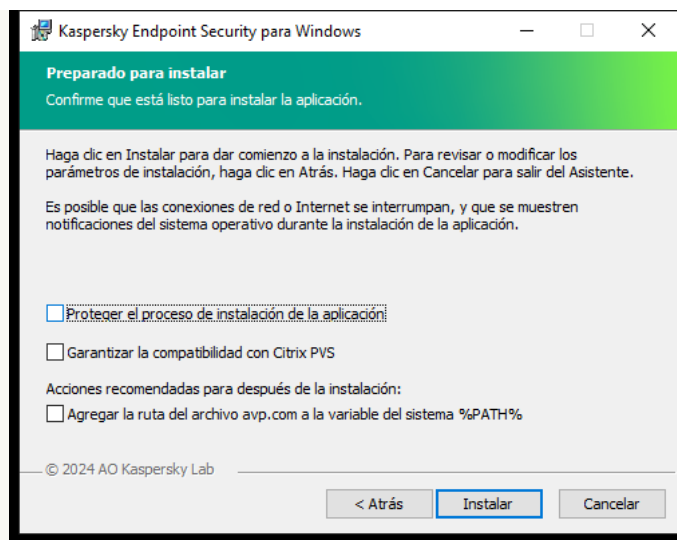 Kaspersky Endpoint Security para Windows
Preparado para instalar
Confirme que está listo para instalar la aplicación.
Haga clic en Instalar para dar comienzo a la instalación. Para revisar o modificar los
parámetros de instalación, haga clic en Atrás. Haga clic en Cancelar para salir del Asistente.
Es posible que las conexiones de red o Internet se interrumpan, y que se muestren
notificaciones del sistema operativo durante la instalación de la aplicación.
Proteger el proceso de instalación de la aplicación
Garantizar la compatibilidad con Citrix PVS
Acciones recomendadas para después de la instalación:
Agregar la ruta del archivo avp.com a la variable del sistema %PATH%
© 2024 AO Kaspersky Lab
< Atrás Instalar Cancelar